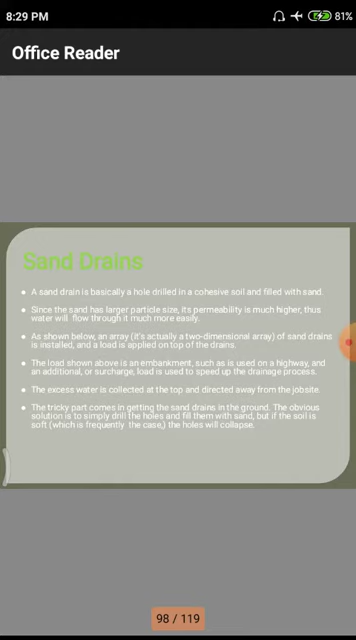 8:29 PM
81%
Office Reader
Sand Drains
A sand drain is basically a hole drilled in a cohesive soil and filled with sand.
Since the sand has larger particle size, its permeability is much higher, thus
water will flow through it much more easily.
As shown below, an array (it's actually a two-dimensional array) of sand drains
is installed, and a load is applied on top of the drains.
The load shown above is an embankment, such as is used on a highway, and
an additional, or surcharge, load is used to speed up the drainage process.
The excess water is collected at the top and directed away from the jobsite.
The tricky part comes in getting the sand drains in the ground. The obvious
solution is to simply drill the holes and fill them with sand, but if the soil is
soft (which is frequently the case,) the holes will collapse.
98 / 119